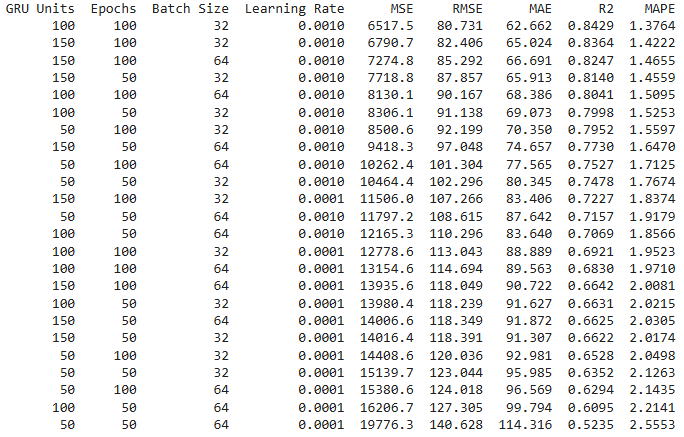 GRU Units Epochs Batch Size Learning Rate MSE RMSE MAE R2 MAPE
100 100 32 0.0010 6517.5 80.731 62.662 0.8429 1.3764
150 100 32 0.0010 6790.7 82.406 65.024 0.8364 1.4222
150 100 64 0.0010 7274.8 85.292 66.691 0.8247 1.4655
150 50 32 0.0010 7718.8 87.857 65.913 0.8140 1.4559
100 100 64 0.0010 8130.1 90.167 68.386 0.8041 1.5095
100 50 32 0.0010 8306.1 91.138 69.073 0.7998 1.5253
50 100 32 0.0010 8500.6 92.199 70.350 0.7952 1.5597
150 50 64 0.0010 9418.3 97.048 74.657 0.7730 1.6470
50 100 64 0.0010 10262.4 101.304 77.565 0.7527 1.7125
50 50 32 0.0010 10464.4 102.296 80.345 0.7478 1.7674
150 100 32 0.0001 11506.0 107.266 83.406 0.7227 1.8374
50 50 64 0.0010 11797.2 108.615 87.642 0.7157 1.9179
100 50 64 0.0010 12165.3 110.296 83.640 0.7069 1.8566
100 100 32 0.0001 12778.6 113.043 88.889 0.6921 1.9523
100 100 64 0.0001 13154.6 114.694 89.563 0.6830 1.9710
150 100 64 0.0001 13935.6 118.049 90.722 0.6642 2.0081
100 50 32 0.0001 13980.4 118.239 91.627 0.6631 2.0215
150 50 64 0.0001 14006.6 118.349 91.872 0.6625 2.0305
150 50 32 0.0001 14016.4 118.391 91.307 0.6622 2.0174
50 100 32 0.0001 14408.6 120.036 92.981 0.6528 2.0498
50 50 32 0.0001 15139.7 123.044 95.985 0.6352 2.1263
50 100 64 0.0001 15380.6 124.018 96.569 0.6294 2.1435
100 50 64 0.0001 16206.7 127.305 99.794 0.6095 2.2141
50 50 64 0.0001 19776.3 140.628 114.316 0.5235 2.5553